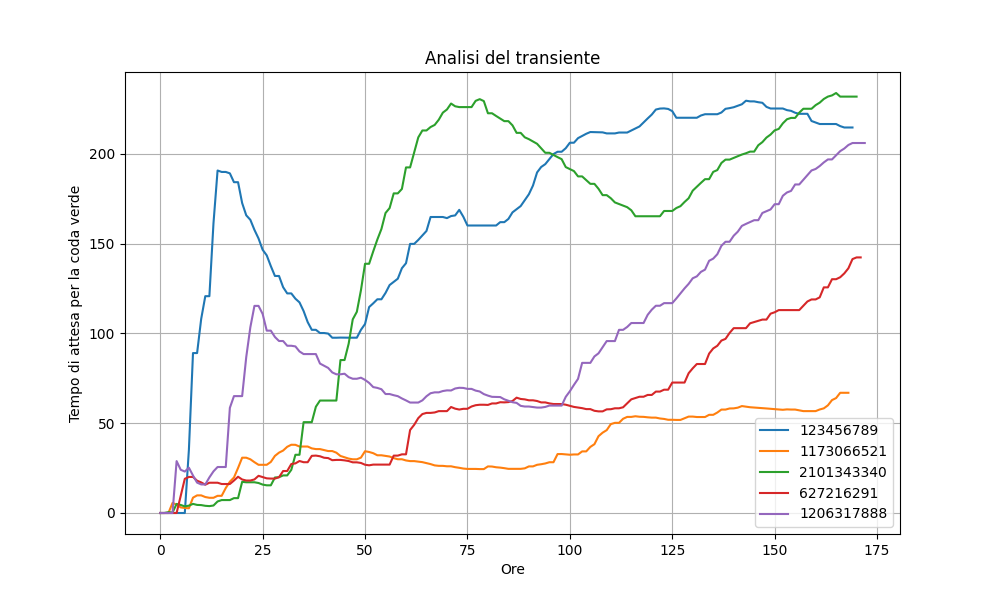 Analisi del transiente
Tempo di attesa per la coda verde
200
150
100
50
0
0 25 50 75 100 125 150 175
Ore
123456789
1173066521
2101343340
627216291
1206317888